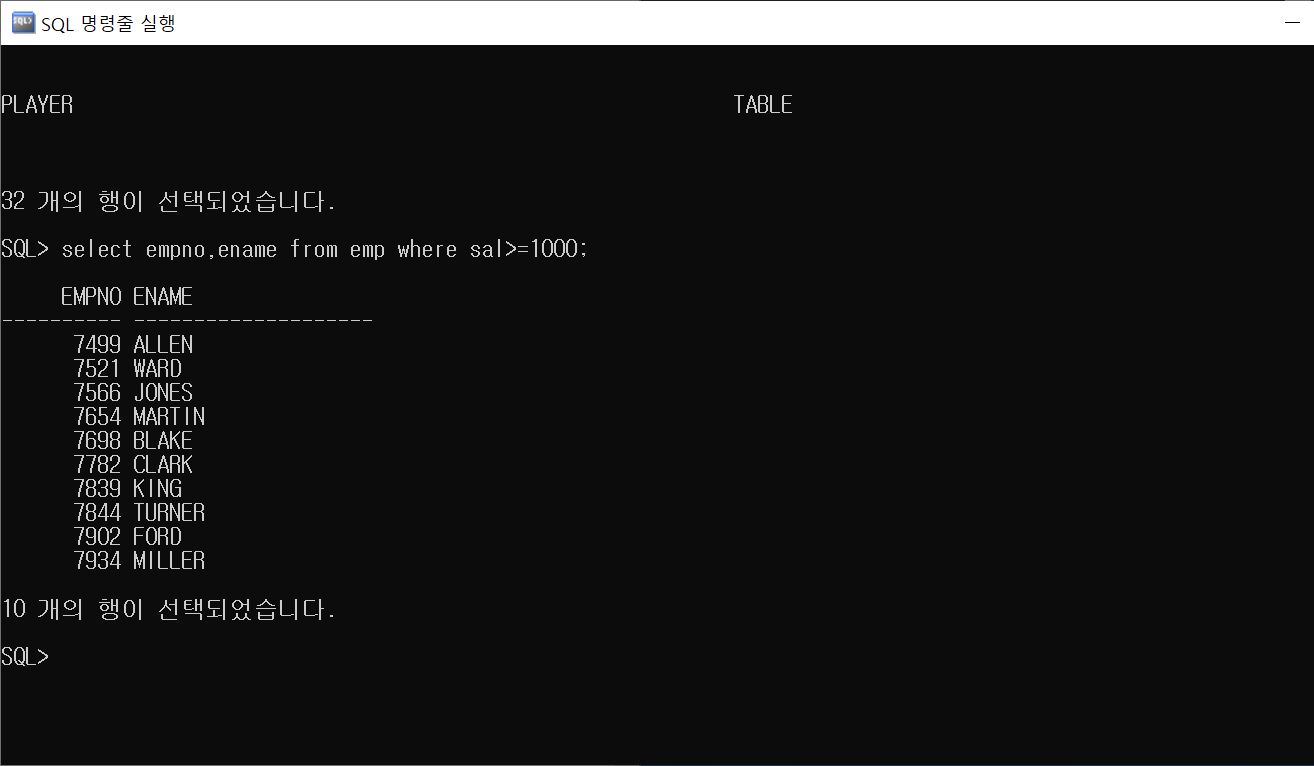 SQL 명령줄 실행
PLAYER TABLE
32 개의 행이 선택되었습니다.
SQL> select empno,ename from emp where sal>=1000;
EMPNO ENAME
---------- --------------------
7499 ALLEN
7521 WARD
7566 JONES
7654 MARTIN
7698 BLAKE
7782 CLARK
7839 KING
7844 TURNER
7902 FORD
7934 MILLER
10 개의 행이 선택되었습니다.
SQL>